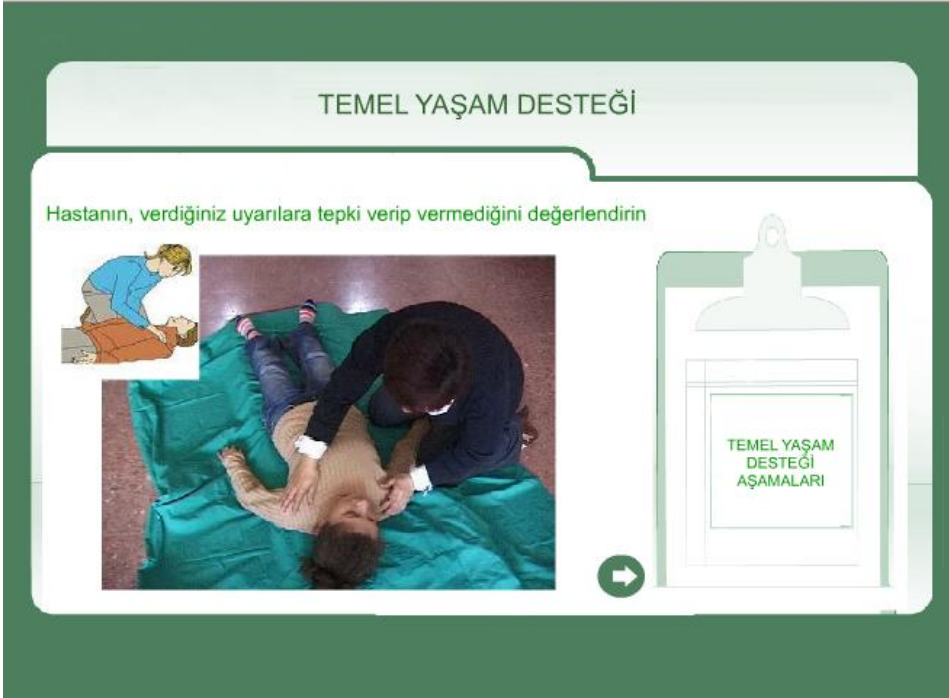 TEMEL YAŞAM DESTEĞİ
Hastanın, verdiğiniz uyarılara tepki verip vermediğini değerlendirin
TEMEL YAŞAM
DESTEĞİ
AŞAMALARI